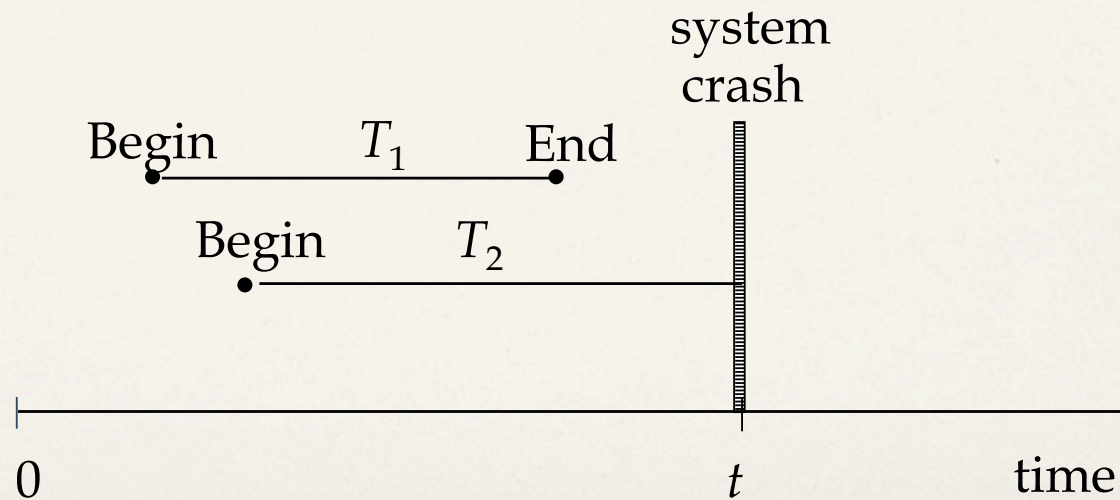 system
crash
Begin T₁ End
Begin T₂
0 t time